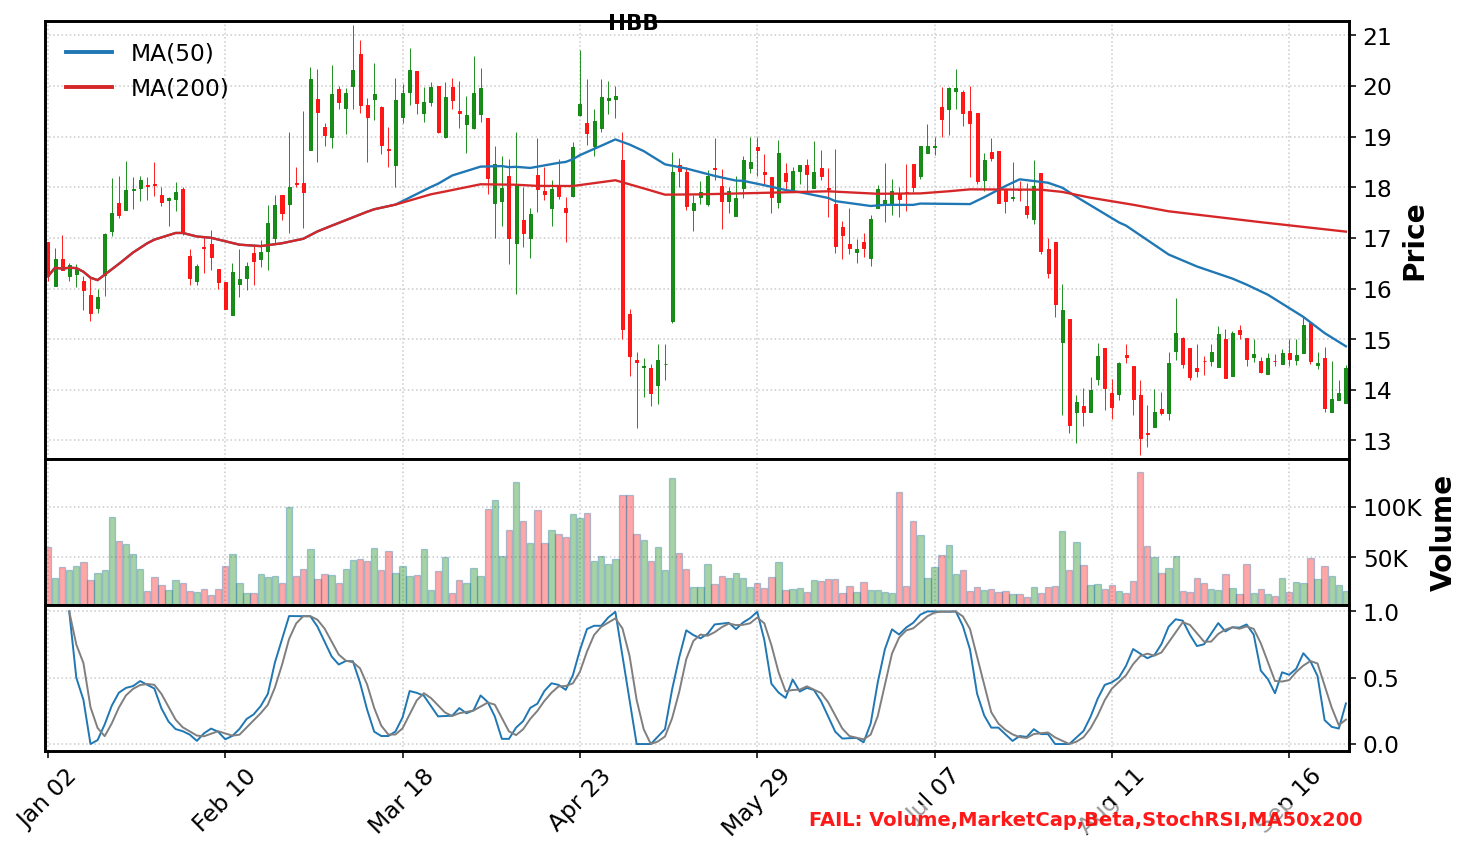 HBB
MA(50)
MA(200)
21
20
19
18
17
16
15
14
13
Price
100K
50K
Volume
1.0
0.5
0.0
Jan 02
Feb 10
Mar 18
Apr 23
May 29
Jul 07
Aug 11
Sep 16
FAIL: Volume,MarketCap,Beta,StochRSI,MA50x200